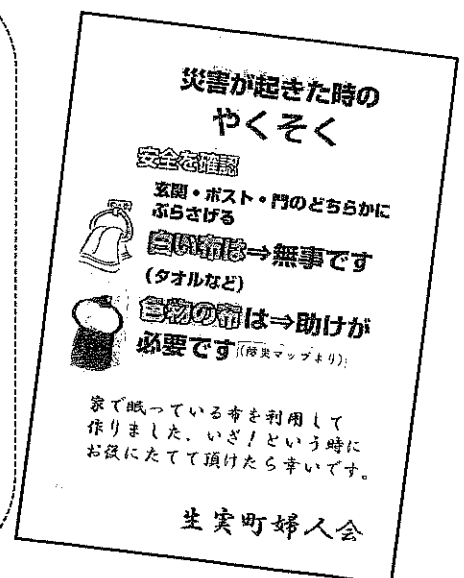 災害が起きた時の
やくそく
安全を確認
玄関・ポスト・門のどちらかに
ぶらさげる
白い布は⇒無事です
(タオルなど)
色物の布は⇒助けが
必要です(防災マップより)
家で眠っている布を利用して
作りました、いざ！という時に
お役にたてて頂けたら幸いです。
生実町婦人会